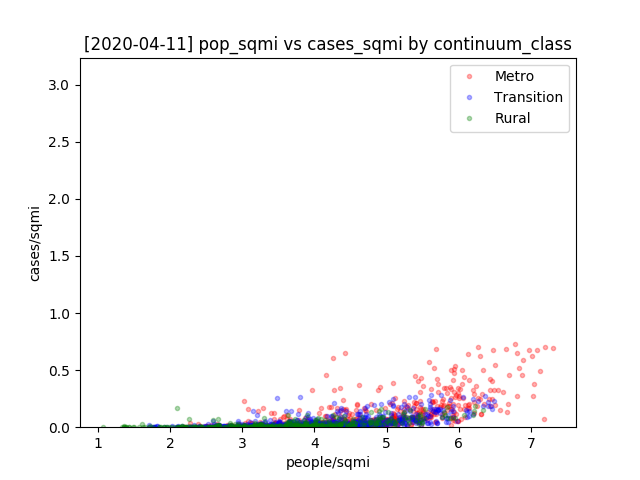 [2020-04-11] pop_sqmi vs cases_sqmi by continuum_class
Metro
Transition
Rural
3.0
2.5
2.0
1.5
1.0
0.5
0.0
cases/sqmi
1 2 3 4 5 6 7
people/sqmi